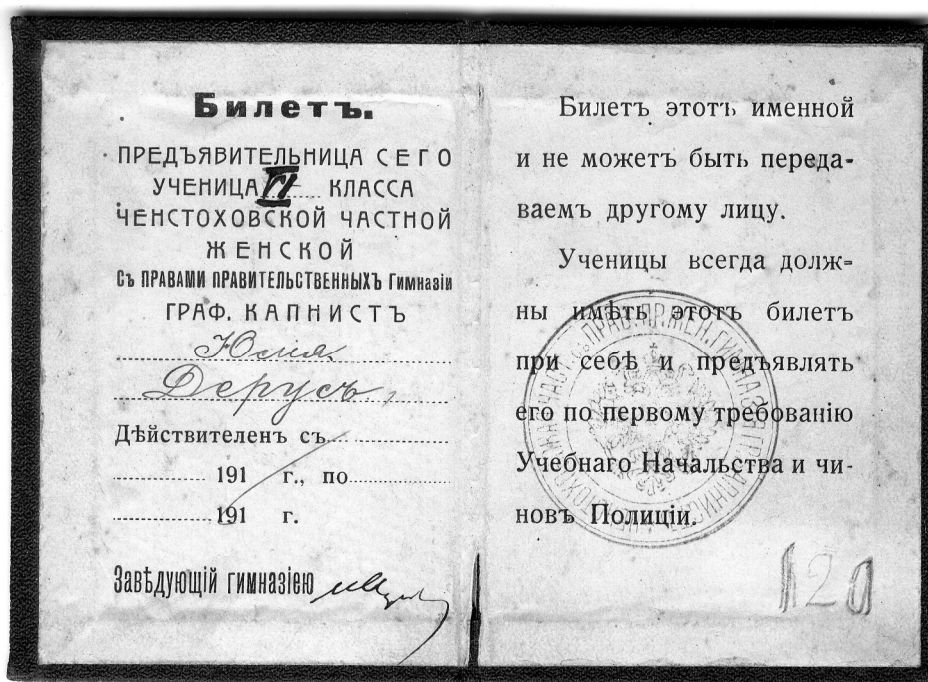 Билетъ.
ПРЕДЪЯВИТЕЛЬНИЦА СЕГО
УЧЕНИЦА VI КЛАССА
ЧЕНСТОХОВСКОЙ ЧАСТНОЙ
ЖЕНСКОЙ
Съ ПРАВАМИ ПРАВИТЕЛЬСТВЕННЫХЪ Гимназіи
ГРАФ. КАПНИСТЪ
Юлія
Дерусь
Дѣйствителенъ съ
191 г., по
191 г.
Завѣдующій гимназіею
Билетъ этотъ именной
и не можетъ быть переда-
ваемъ другому лицу.
Ученицы всегда долж-
ны имѣть этотъ билетъ
при себѣ и предъявлять
его по первому требованію
Учебнаго Начальства и чи-
новъ Полиціи.
120